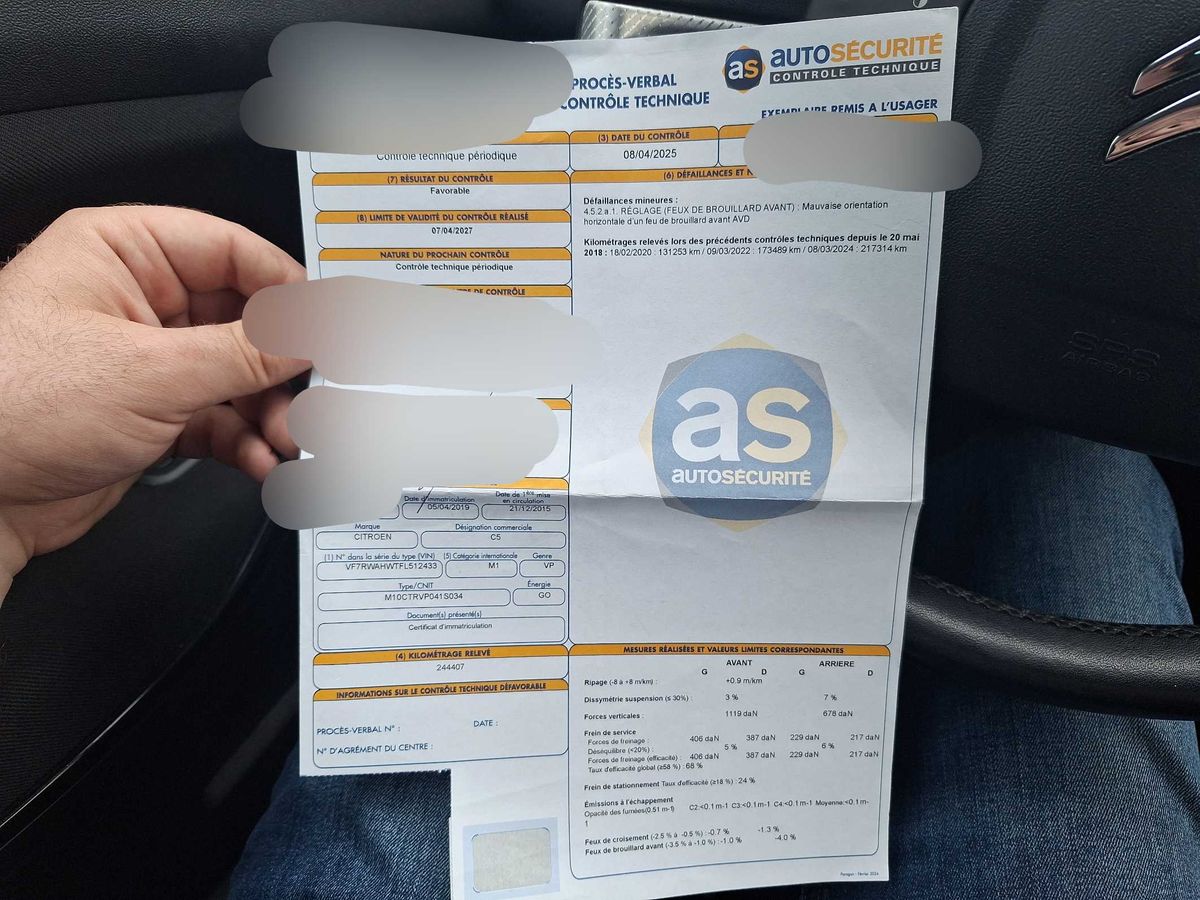 PROCÈS-VERBAL
CONTRÔLE TECHNIQUE
as AUTOSÉCURITÉ
CONTROLE TECHNIQUE
EXEMPLAIRE REMIS A L'USAGER
Contrôle technique périodique
(3) DATE DU CONTRÔLE
08/04/2025
(7) RÉSULTAT DU CONTRÔLE
Favorable
(8) LIMITE DE VALIDITÉ DU CONTRÔLE RÉALISÉ
07/04/2027
NATURE DU PROCHAIN CONTRÔLE
Contrôle technique périodique
DE CONTRÔLE
(6) DÉFAILLANCES ET
Défaillances mineures :
4.5.2.a.1. RÉGLAGE (FEUX DE BROUILLARD AVANT) : Mauvaise orientation
horizontale d'un feu de brouillard avant AVD
Kilométrages relevés lors des précédents contrôles techniques depuis le 20 mai
2018 : 18/02/2020 : 131253 km / 09/03/2022 : 173489 km / 08/03/2024 : 217314 km
as
AUTOSÉCURITÉ
Date d'immatriculation
05/04/2019
Date de 1ère mise
en circulation
21/12/2015
Marque
CITROEN
Désignation commerciale
C5
(1) N° dans la série du type (VIN)
VF7RWAHWTFL512433
(5) Catégorie internationale
M1
Genre
VP
Type/CNIT
M10CTRVP041S034
Énergie
GO
Document(s) présenté(s)
Certificat d'immatriculation
(4) KILOMÉTRAGE RELEVÉ
244407
INFORMATIONS SUR LE CONTRÔLE TECHNIQUE DÉFAVORABLE
PROCÈS-VERBAL N° :
DATE :
N° D'AGRÉMENT DU CENTRE :
MESURES RÉALISÉES ET VALEURS LIMITES CORRESPONDANTES
AVANT ARRIERE
G D G D
Ripage (-8 à +8 m/km) : +0.9 m/km
Dissymétrie suspension (≤ 30%) : 3 % 7 %
Forces verticales : 1119 daN 678 daN
Frein de service
Forces de freinage : 406 daN 387 daN 229 daN 217 daN
Déséquilibre (<20%) : 5 % 6 %
Forces de freinage (efficacité) : 406 daN 387 daN 229 daN 217 daN
Taux d'efficacité global (≥58 %) : 68 %
Frein de stationnement Taux d'efficacité (≥18 %) : 24 %
Émissions à l'échappement
Opacité des fumées(0.51 m-1) C2:<0.1 m-1 C3:<0.1 m-1 C4:<0.1 m-1 Moyenne:<0.1 m-
1
Feux de croisement (-2.5 % à -0.5 %) : -0.7 % -1.3 %
Feux de brouillard avant (-3.5 % à -1.0 %) : -1.0 % -4.0 %
Paragon - Février 2024
SRS
AIRBAG